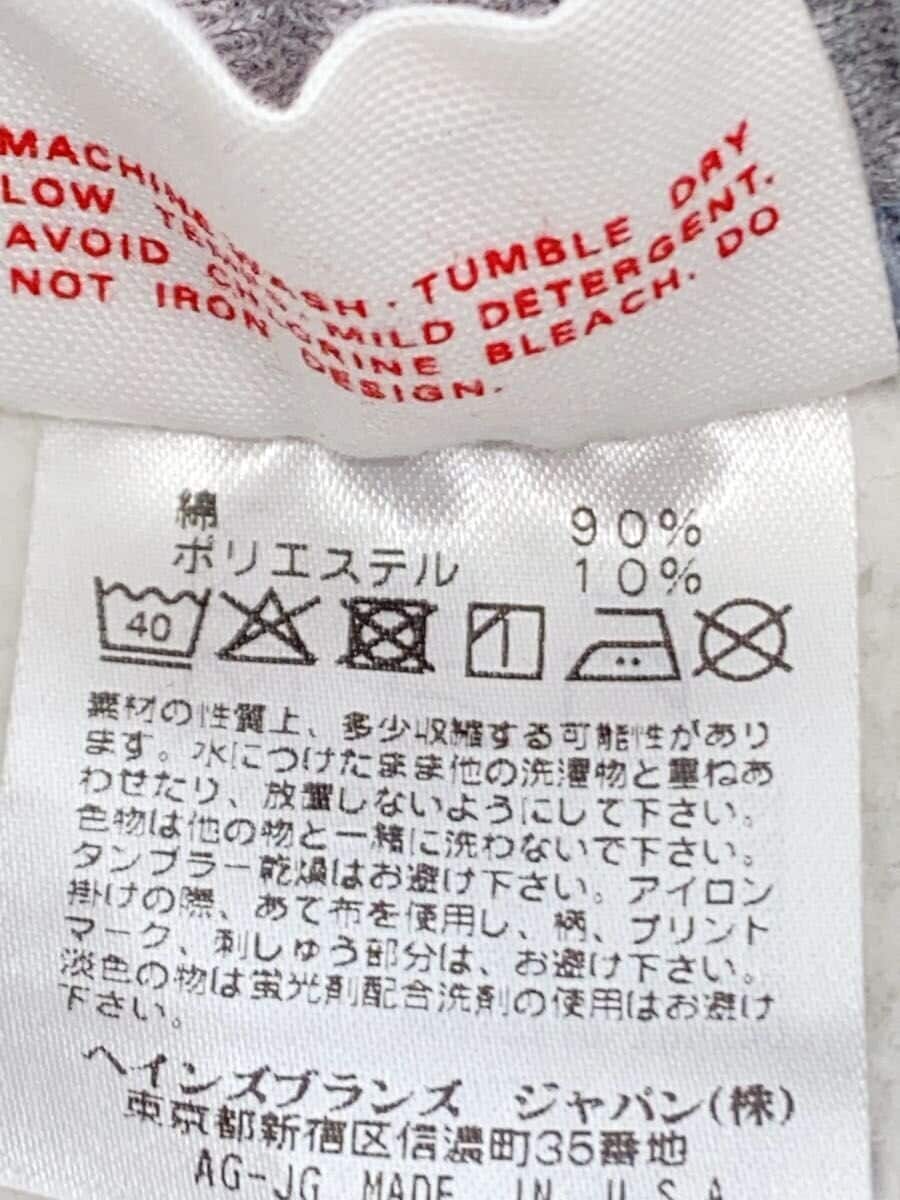 MACHINE WASH · TUMBLE DRY
LOW MILD DETERGENT.
AVOID CHLORINE BLEACH. DO
NOT IRON DESIGN.
綿 90%
ポリエステル 10%
40
素材の性質上、多少収縮する可能性があり
ます。水につけたまま他の洗濯物と重ねあ
わせたり、放置しないようにして下さい。
色物は他の物と一緒に洗わないで下さい。
タンブラー乾燥はお避け下さい。アイロン
掛けの際、あて布を使用し、柄、プリント
マーク、刺しゅう部分は、お避け下さい。
淡色の物は蛍光剤配合洗剤の使用はお避け
下さい。
ヘインズブランズ ジャパン(株)
東京都新宿区信濃町35番地
AG-JG MADE IN U.S.A